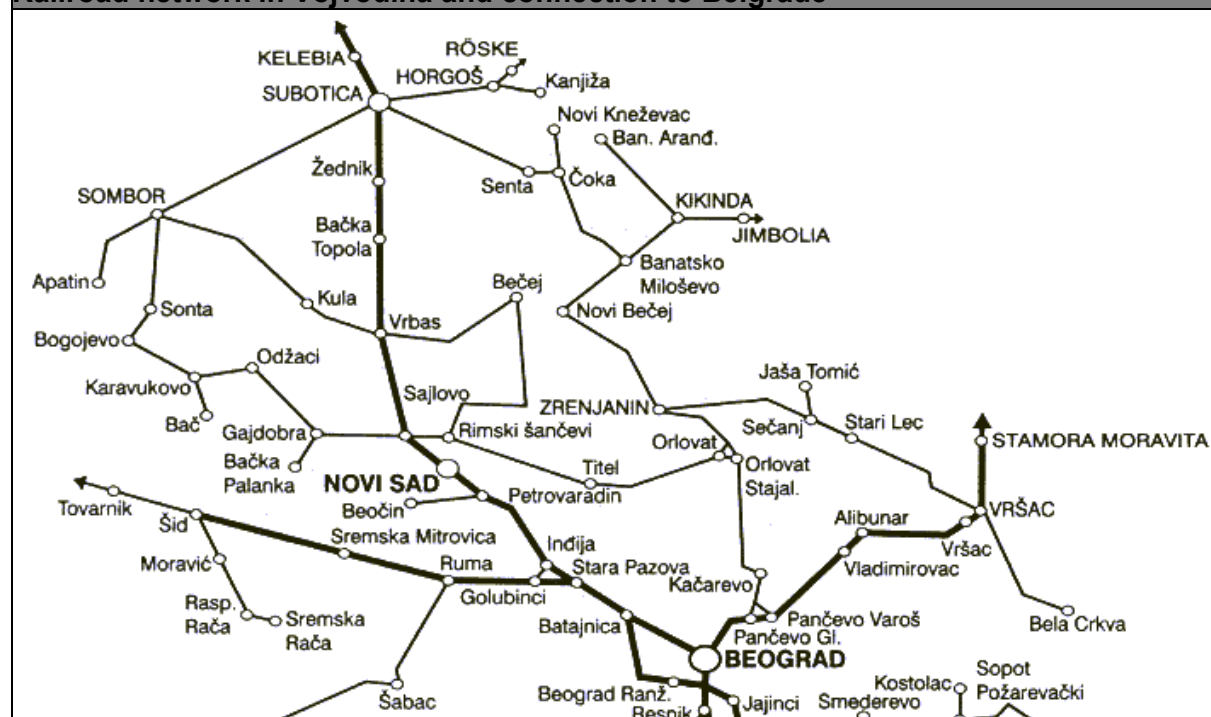 Railroad network in Vojvodina and connection to Belgrade
KELEBIA
RÖSKE
HORGOŠ
Kanjiža
SUBOTICA
Novi Kneževac
Ban. Aranđ.
Žednik
Senta
Čoka
SOMBOR
KIKINDA
JIMBOLIA
Bačka
Topola
Banatsko
Miloševo
Apatin
Bečej
Kula
Sonta
Novi Bečej
Vrbas
Bogojevo
Odžaci
Jaša Tomić
Karavukovo
Sajlovo
ZRENJANIN
Bač
Sečanj
Stari Lec
Gajdobra
Rimski šančevi
Orlovat
STAMORA MORAVITA
Bačka
Palanka
Titel
Orlovat
Stajal.
NOVI SAD
Petrovaradin
Tovarnik
Beočin
VRŠAC
Šid
Alibunar
Sremska Mitrovica
Inđija
Vršac
Moravić
Ruma
Stara Pazova
Vladimirovac
Golubinci
Kačarevo
Rasp.
Rača
Sremska
Rača
Batajnica
Pančevo Varoš
Bela Crkva
Pančevo Gl.
BEOGRAD
Sopot
Požarevački
Kostolac
Šabac
Beograd Ranž.
Jajinci
Smederevo
Resnik